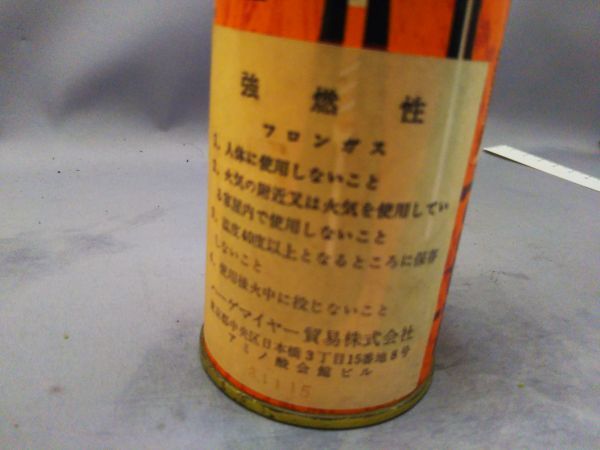 強燃性
フロンガス
1. 人体に使用しないこと
2. 火気の附近又は火気を使用してい
る室屋内で使用しないこと
3. 温度40度以上となるところに保存
しないこと
4. 使用後火中に投じないこと
ヘーゲマイヤー貿易株式会社
東京都中央区日本橋3丁目15番地8号
アミノ酸会館ビル